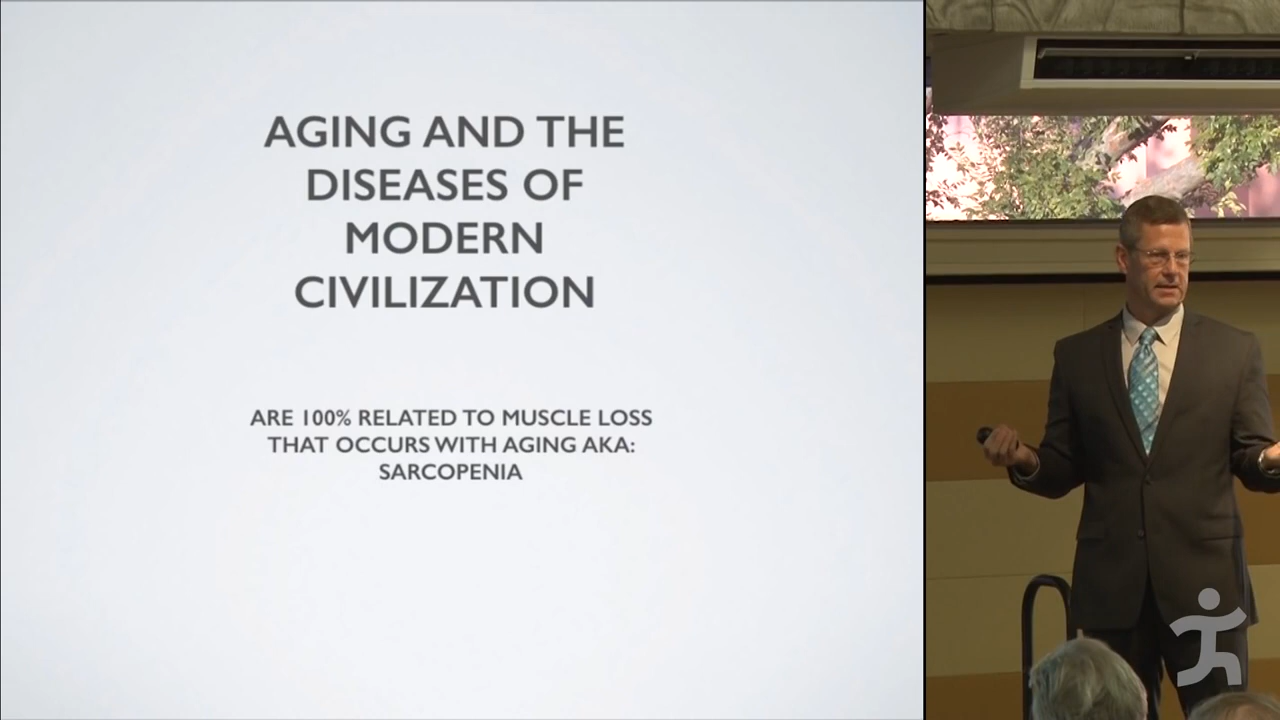 AGING AND THE
DISEASES OF
MODERN
CIVILIZATION
ARE 100% RELATED TO MUSCLE LOSS
THAT OCCURS WITH AGING AKA:
SARCOPENIA